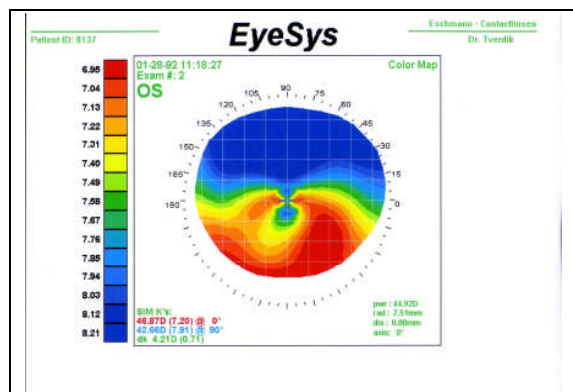 Patient ID: 8137
EyeSys
Eschmann - Contactlinsen
Dr. Tverdik
01-28-92 11:18:27
Exam #: 2
OS
Color Map
6.95
7.04
7.13
7.22
7.31
7.40
7.49
7.58
7.67
7.76
7.85
7.94
8.03
8.12
8.21
90
105
75
120
60
135
45
150
30
165
15
180
0
SIM K's:
46.87D (7.20) @ 0°
42.66D (7.91) @ 90°
dk 4.21D (0.71)
pwr: 44.92D
rad: 7.51mm
dis: 0.00mm
axis: 0°